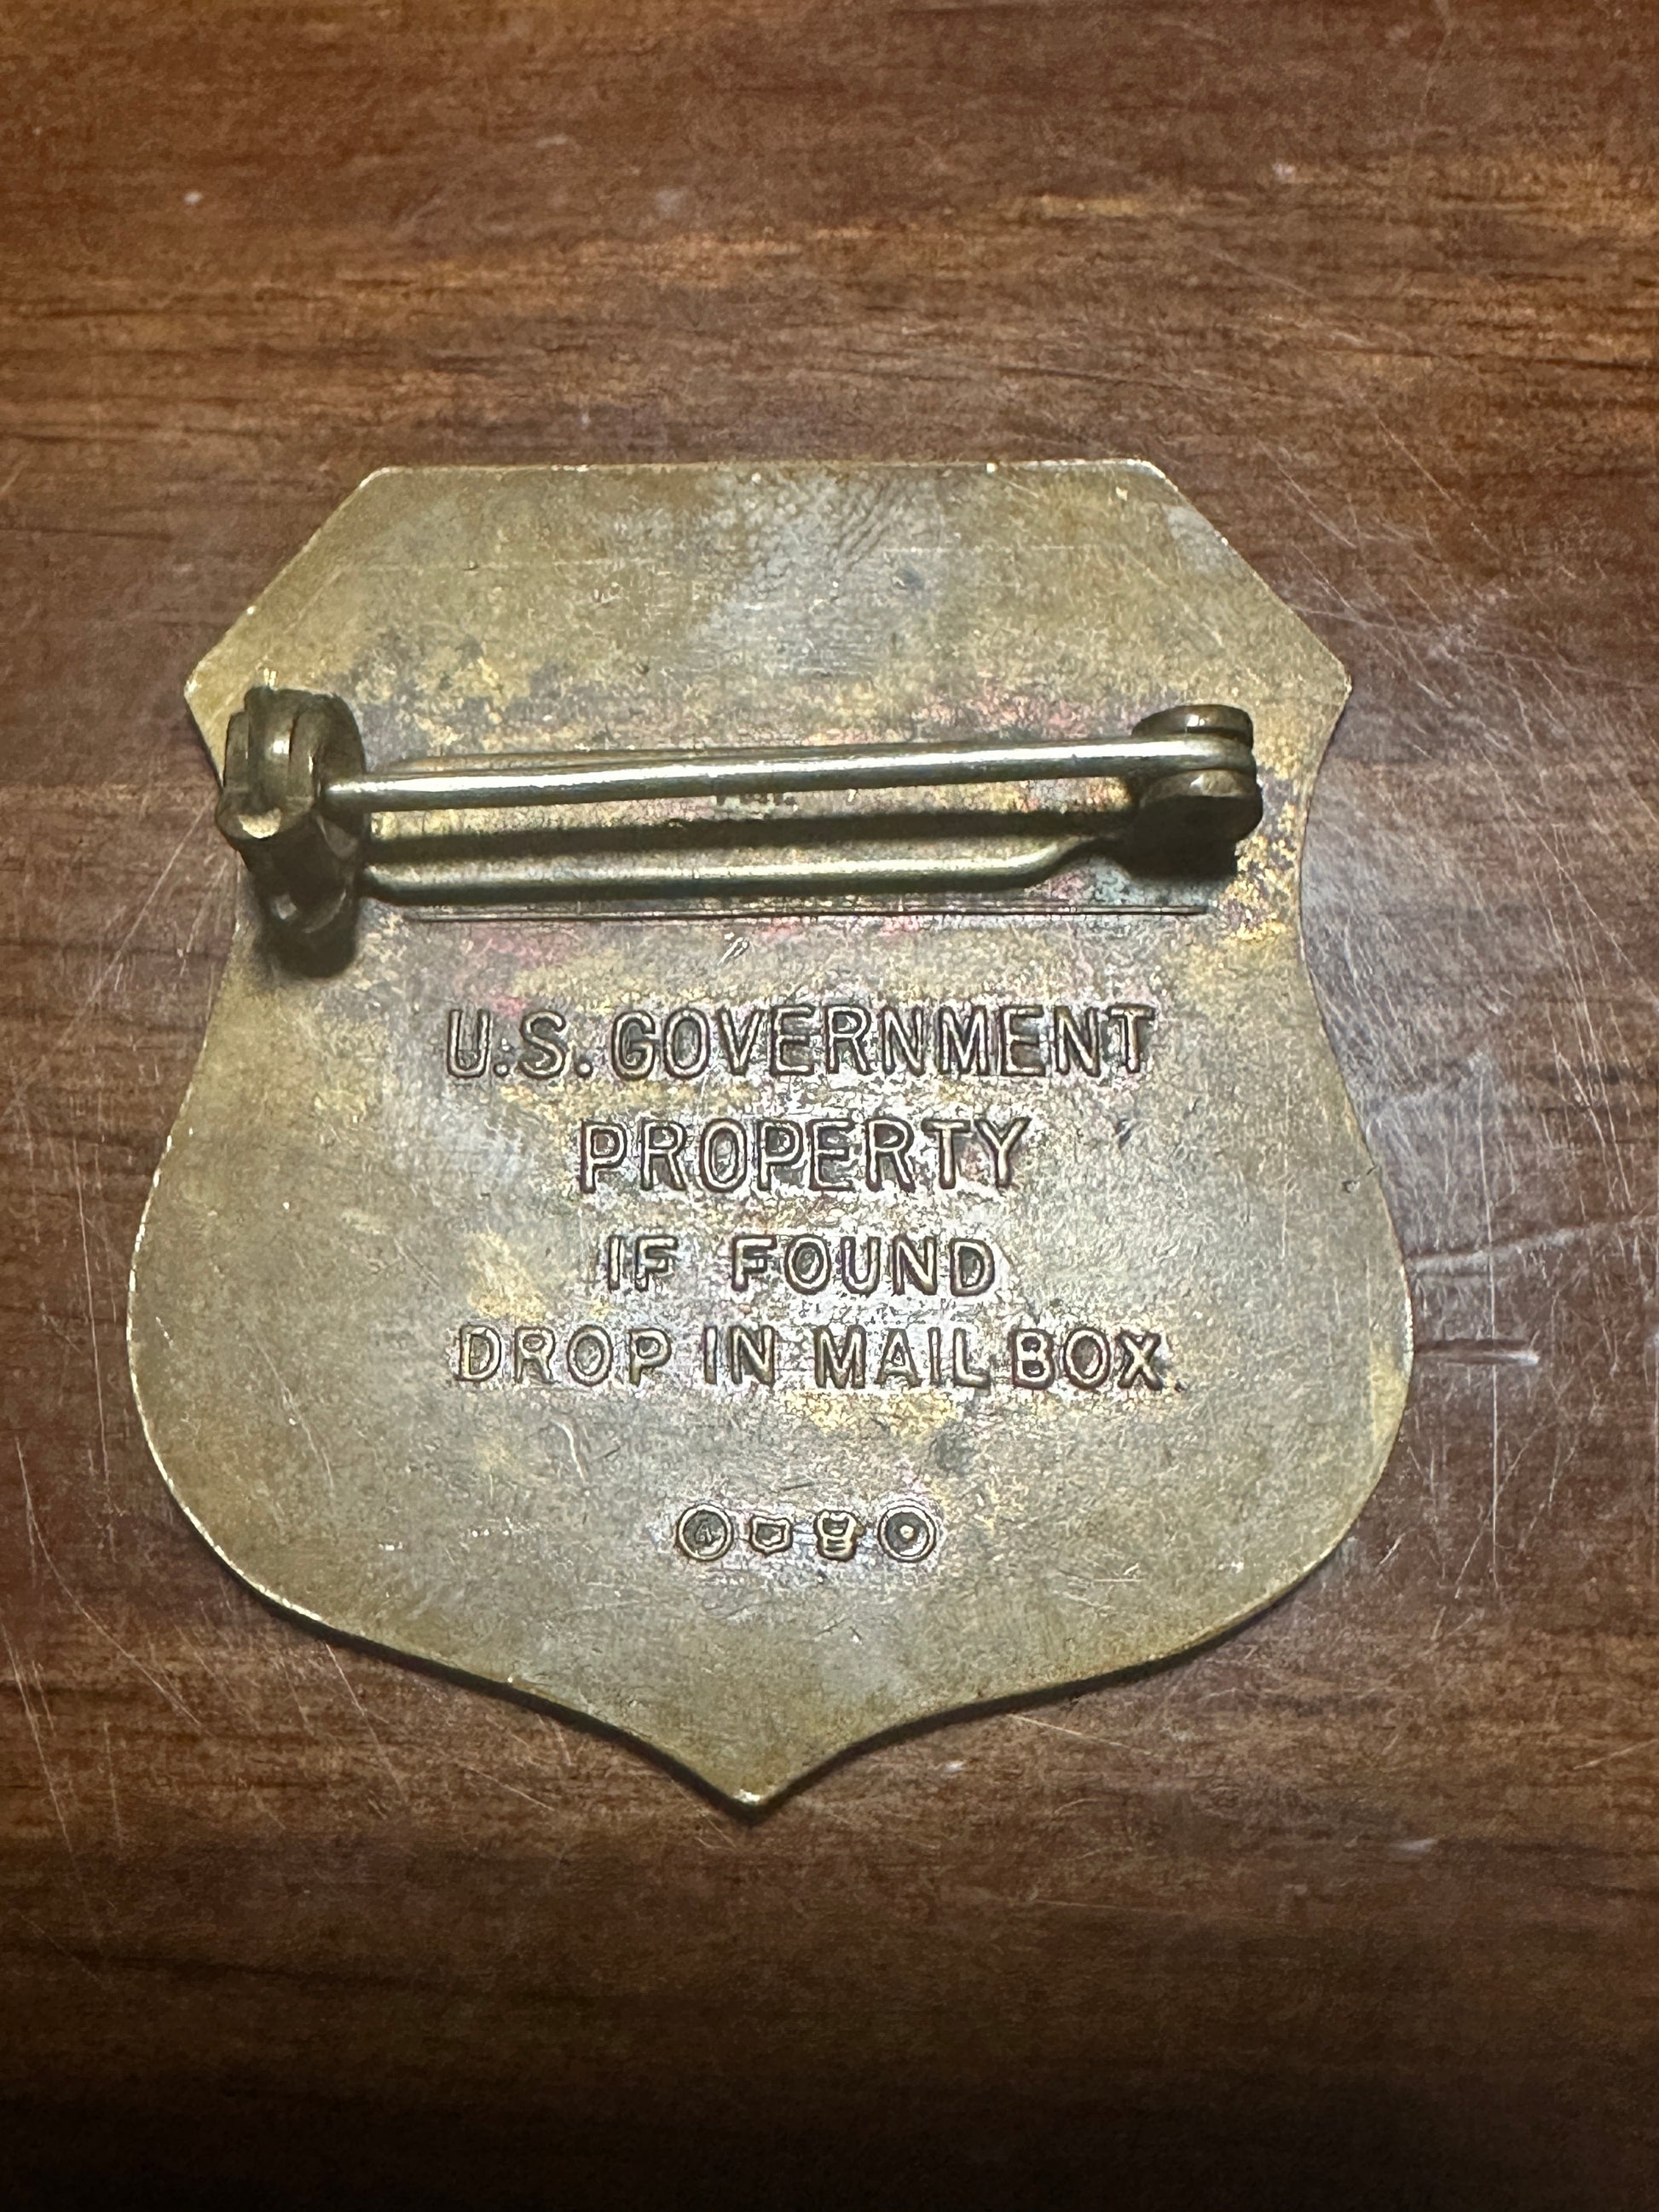 U.S. GOVERNMENT
PROPERTY
IF FOUND
DROP IN MAIL BOX.